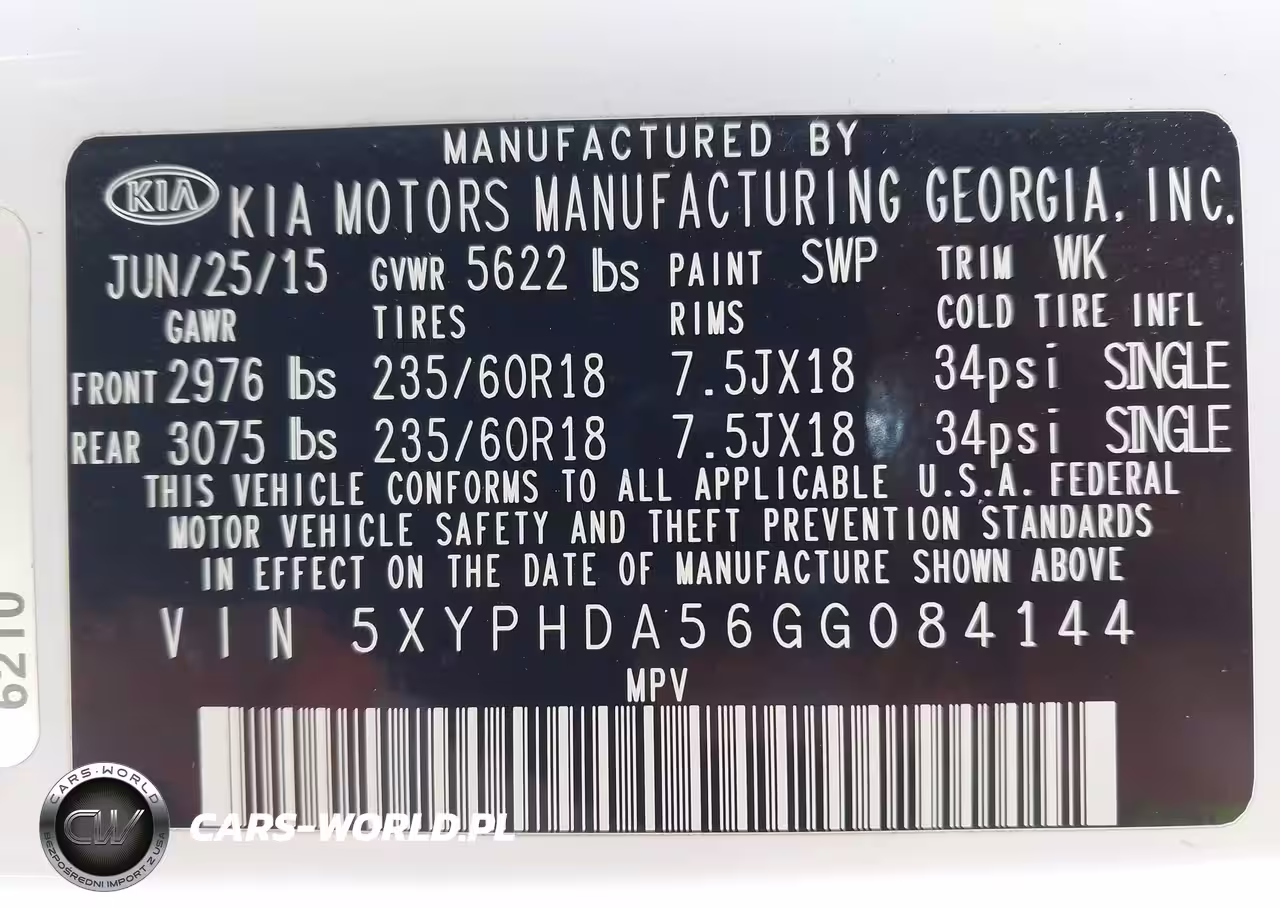 MANUFACTURED BY
KIA KIA MOTORS MANUFACTURING GEORGIA, INC.
JUN/25/15 GVWR 5622 lbs PAINT SWP TRIM WK
GAWR TIRES RIMS COLD TIRE INFL
FRONT 2976 lbs 235/60R18 7.5JX18 34psi SINGLE
REAR 3075 lbs 235/60R18 7.5JX18 34psi SINGLE
THIS VEHICLE CONFORMS TO ALL APPLICABLE U.S.A. FEDERAL
MOTOR VEHICLE SAFETY AND THEFT PREVENTION STANDARDS
IN EFFECT ON THE DATE OF MANUFACTURE SHOWN ABOVE
VIN 5XYPHDA56GG084144
MPV
6210
CARS-WORLD
CW
BEZPOŚREDNI IMPORT Z USA
CARS-WORLD.PL